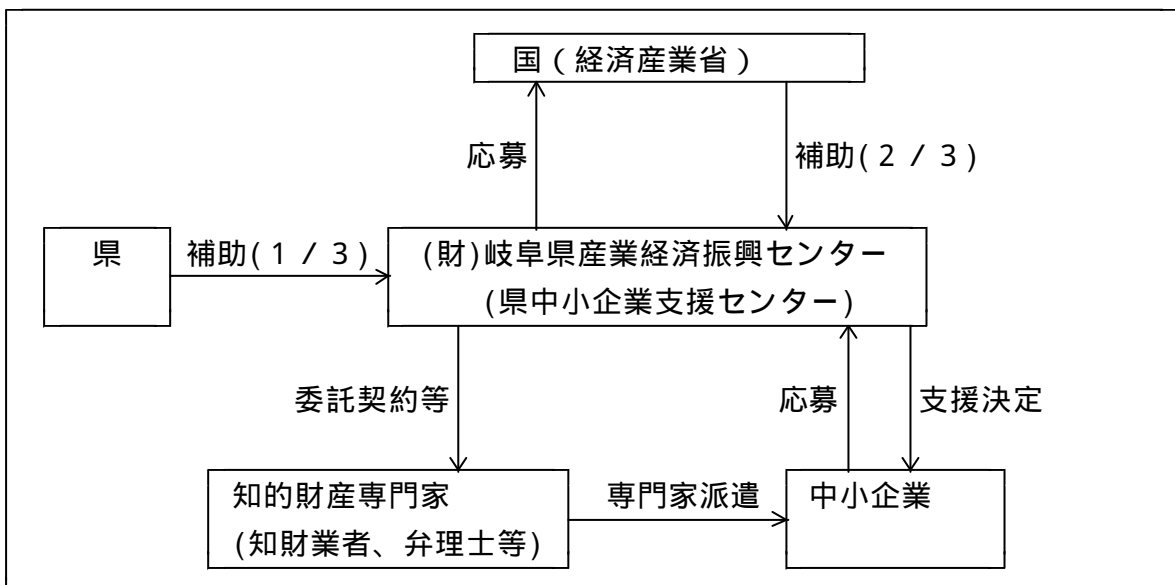 国（経済産業省）
応募
補助(２／３)
県
補助(１／３)
(財)岐阜県産業経済振興センター
(県中小企業支援センター)
委託契約等
応募
支援決定
知的財産専門家
(知財業者、弁理士等)
専門家派遣
中小企業